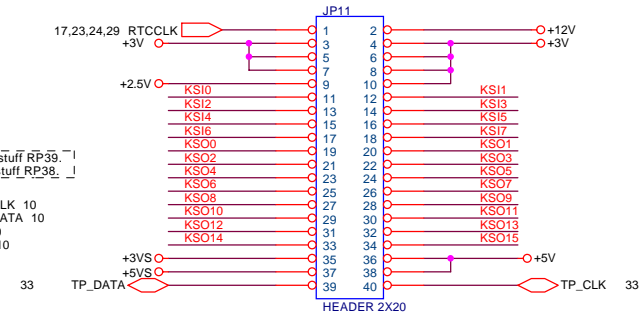 JP11
17,23,24,29 RTCCLK 1 2 +12V
+3V 3 4 +3V
5 6
7 8
+2.5V 9 10
KSI0 11 12 KSI1
KSI2 13 14 KSI3
KSI4 15 16 KSI5
KSI6 17 18 KSI7
KSO0 19 20 KSO1
stuff RP39.
KSO2 21 22 KSO3
stuff RP38.
KSO4 23 24 KSO5
KSO6 25 26 KSO7
KSO8 27 28 KSO9
LK 10
KSO10 29 30 KSO11
ATA 10
KSO12 31 32 KSO13
KSO14 33 34 KSO15
+3VS 35 36 +5V
+5VS 37 38
33 TP_DATA 39 40 TP_CLK 33
HEADER 2X20